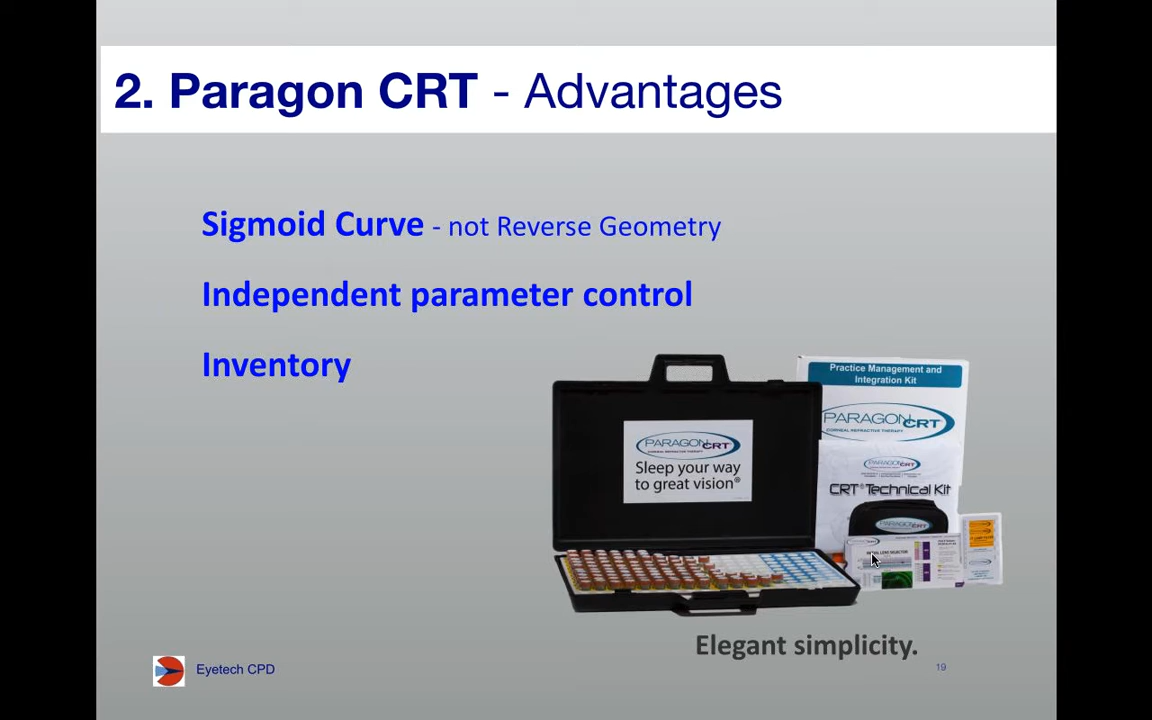 2. Paragon CRT - Advantages
Sigmoid Curve - not Reverse Geometry
Independent parameter control
Inventory
Practice Management and
Integration Kit
PARAGON CRT
CORNEAL REFRACTIVE THERAPY
PARAGON CRT
CORNEAL REFRACTIVE THERAPY
Sleep your way
to great vision®
PARAGON CRT
CRT® Technical Kit
PARAGON CRT
Elegant simplicity.
Eyetech CPD
19